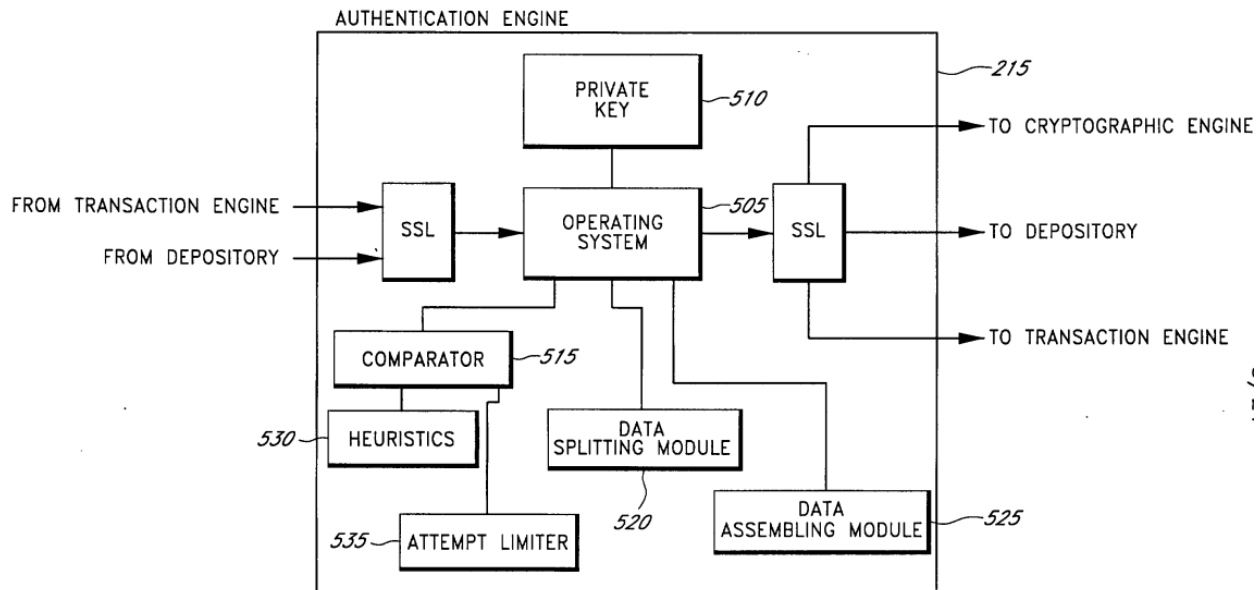 AUTHENTICATION ENGINE
215
PRIVATE
KEY
510
TO CRYPTOGRAPHIC ENGINE
FROM TRANSACTION ENGINE
FROM DEPOSITORY
SSL
OPERATING
SYSTEM
505
SSL
TO DEPOSITORY
TO TRANSACTION ENGINE
COMPARATOR
515
530
HEURISTICS
DATA
SPLITTING MODULE
520
DATA
ASSEMBLING MODULE
525
535
ATTEMPT LIMITER